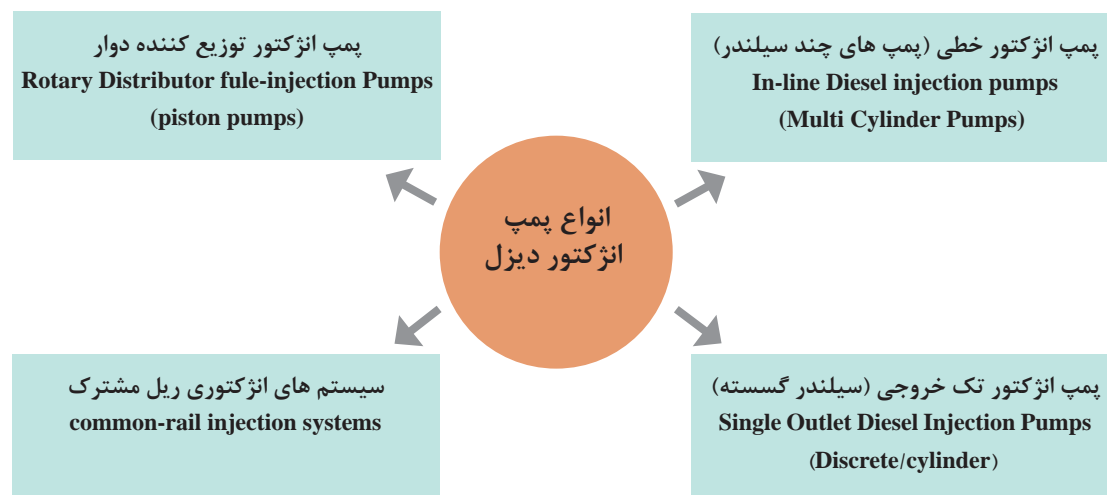 پمپ انژکتور خطی (پمپ های چند سیلندر)
In-line Diesel injection pumps
(Multi Cylinder Pumps)
پمپ انژکتور توزیع کننده دوار
Rotary Distributor fule-injection Pumps
(piston pumps)
انواع پمپ
انژکتور دیزل
پمپ انژکتور تک خروجی (سیلندر گسسته)
Single Outlet Diesel Injection Pumps
(Discrete/cylinder)
سیستم های انژکتوری ریل مشترک
common-rail injection systems